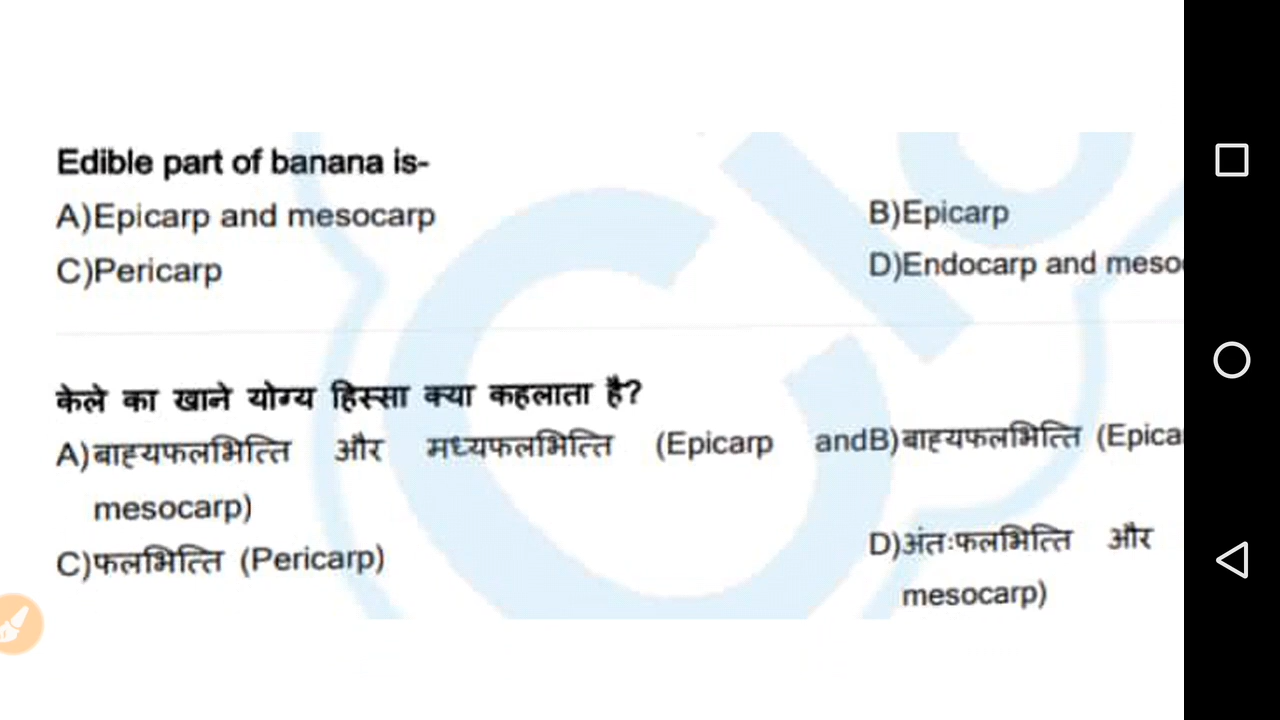 Edible part of banana is-
A)Epicarp and mesocarp B)Epicarp
C)Pericarp D)Endocarp and meso
केले का खाने योग्य हिस्सा क्या कहलाता है?
A)बाह्यफलभित्ति और मध्यफलभित्ति (Epicarp and B)बाह्यफलभित्ति (Epica
mesocarp)
C)फलभित्ति (Pericarp) D)अंतःफलभित्ति और
mesocarp)